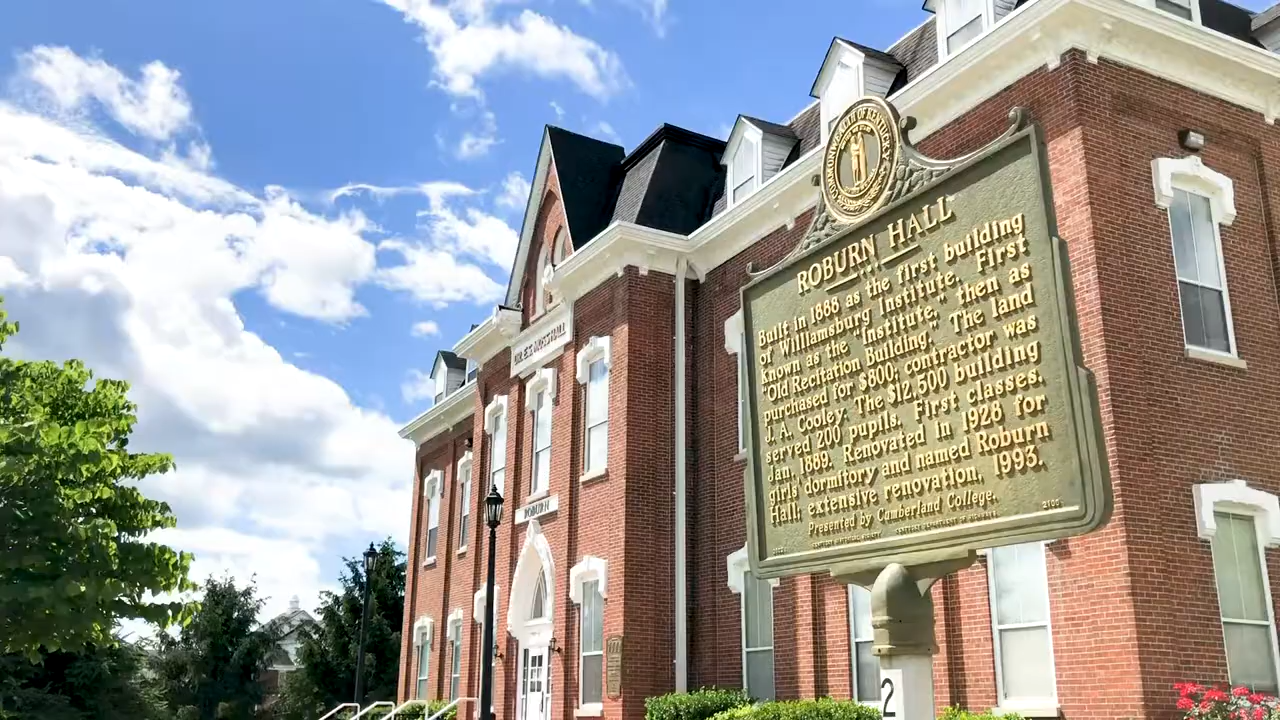 COMMONWEALTH OF KENTUCKY
ROBURN HALL
Built in 1888 as the first building
of Williamsburg Institute. First
known as the "Institute," then as
"Old Recitation Building." The land
purchased for $800; contractor was
J. A. Cooley. The $12,500 building
served 200 pupils. First classes,
Jan. 1889. Renovated in 1928 for
girls' dormitory and named Roburn
Hall; extensive renovation, 1993.
Presented by Cumberland College.
ROBURN
2